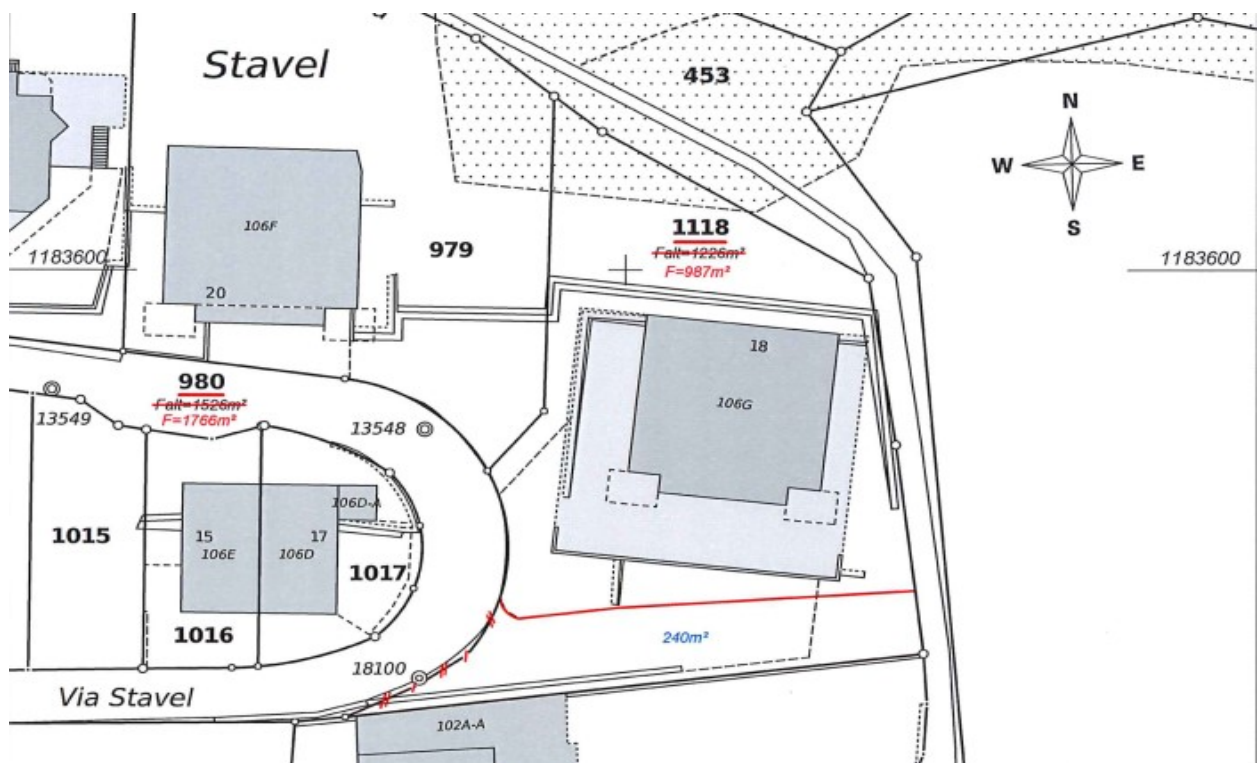 Stavel
453
N
W
E
S
106F
979
1118
Falt=1226m²
F=987m²
1183600
1183600
20
18
980
Falt=1526m²
F=1766m²
13549
13548
106G
106D-A
1015
15
106E
17
106D
1017
1016
240m²
18100
Via Stavel
102A-A